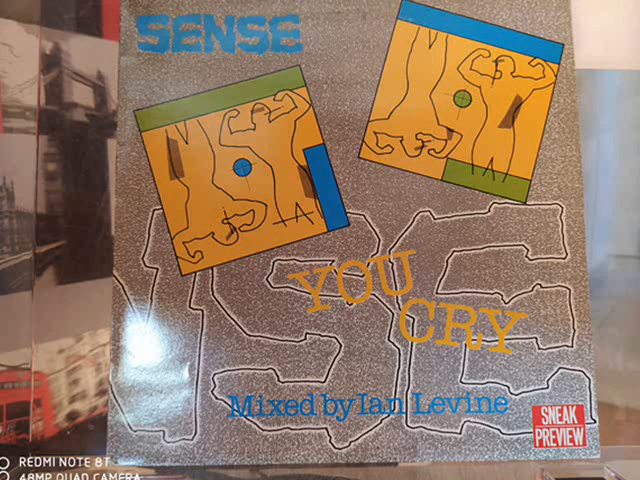 SENSE
YOU
CRY
Mixed by Ian Levine
SNEAK
PREVIEW
REDMI NOTE 8T
48MP QUAD CAMERA